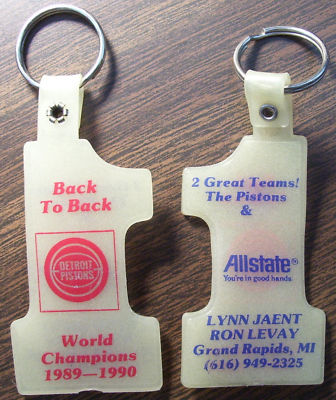 Back
To Back
DETROIT
PISTONS
World
Champions
1989—1990
2 Great Teams!
The Pistons
&
Allstate®
You're in good hands.
LYNN JAENT
RON LEVAY
Grand Rapids, MI
(616) 949-2325